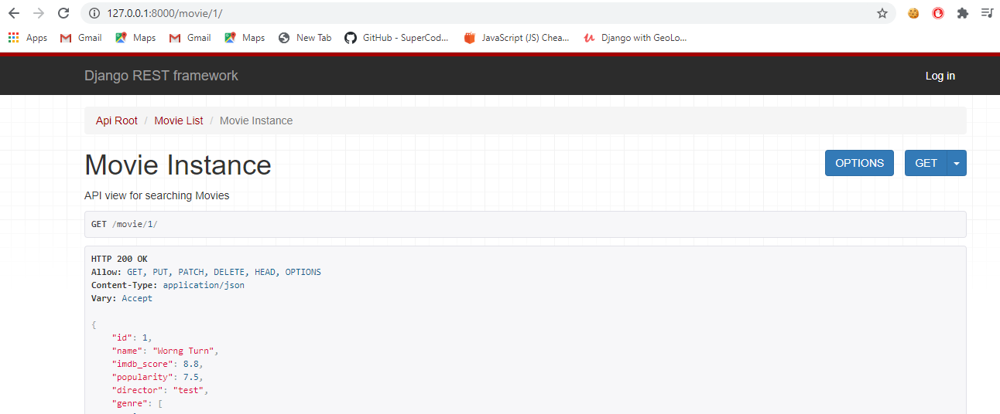 127.0.0.1:8000/movie/1/
Apps Gmail Maps Gmail Maps New Tab GitHub - SuperCod... JavaScript (JS) Chea... Django with GeoLo...
Django REST framework Log in
Api Root / Movie List / Movie Instance
Movie Instance OPTIONS GET
API view for searching Movies
GET /movie/1/
HTTP 200 OK
Allow: GET, PUT, PATCH, DELETE, HEAD, OPTIONS
Content-Type: application/json
Vary: Accept
{
"id": 1,
"name": "Worng Turn",
"imdb_score": 8.8,
"popularity": 7.5,
"director": "test",
"genre": [